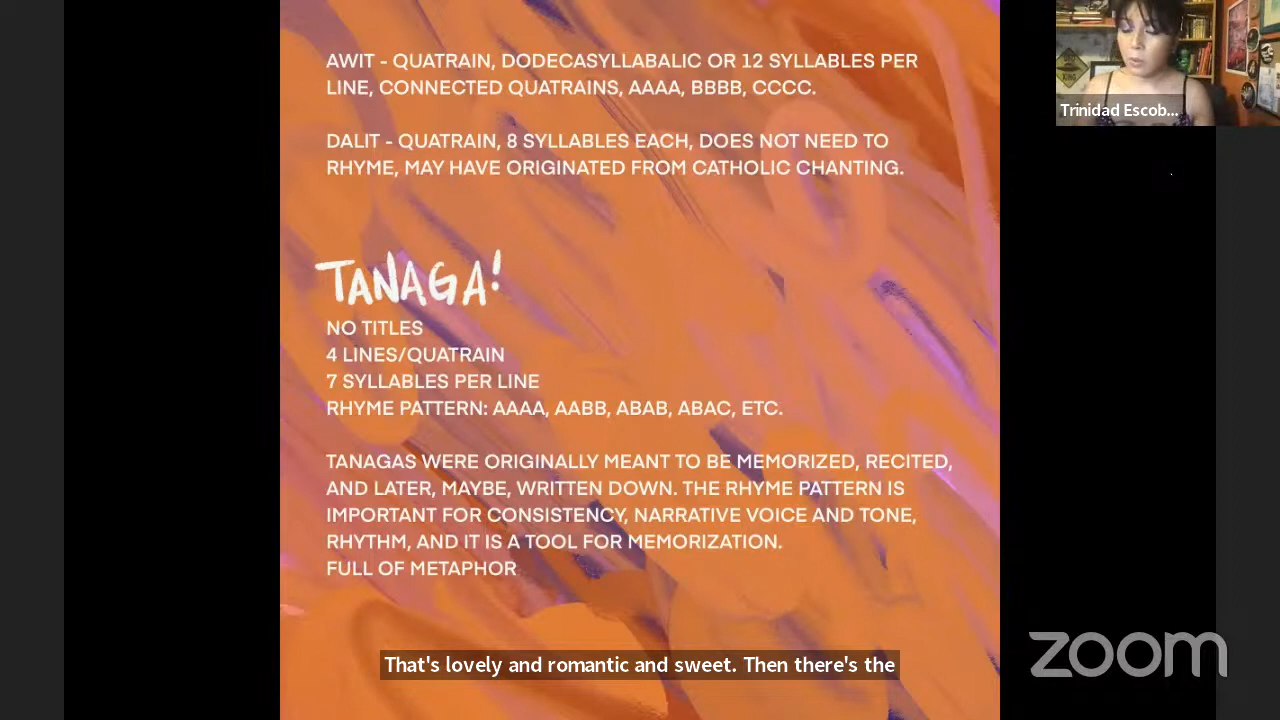 AWIT - QUATRAIN, DODECASYLLABALIC OR 12 SYLLABLES PER
LINE, CONNECTED QUATRAINS, AAAA, BBBB, CCCC.
DALIT - QUATRAIN, 8 SYLLABLES EACH, DOES NOT NEED TO
RHYME, MAY HAVE ORIGINATED FROM CATHOLIC CHANTING.
TANAGA!
NO TITLES
4 LINES/QUATRAIN
7 SYLLABLES PER LINE
RHYME PATTERN: AAAA, AABB, ABAB, ABAC, ETC.
TANAGAS WERE ORIGINALLY MEANT TO BE MEMORIZED, RECITED,
AND LATER, MAYBE, WRITTEN DOWN. THE RHYME PATTERN IS
IMPORTANT FOR CONSISTENCY, NARRATIVE VOICE AND TONE,
RHYTHM, AND IT IS A TOOL FOR MEMORIZATION.
FULL OF METAPHOR
That's lovely and romantic and sweet. Then there's the
Trinidad Escob...
zoom